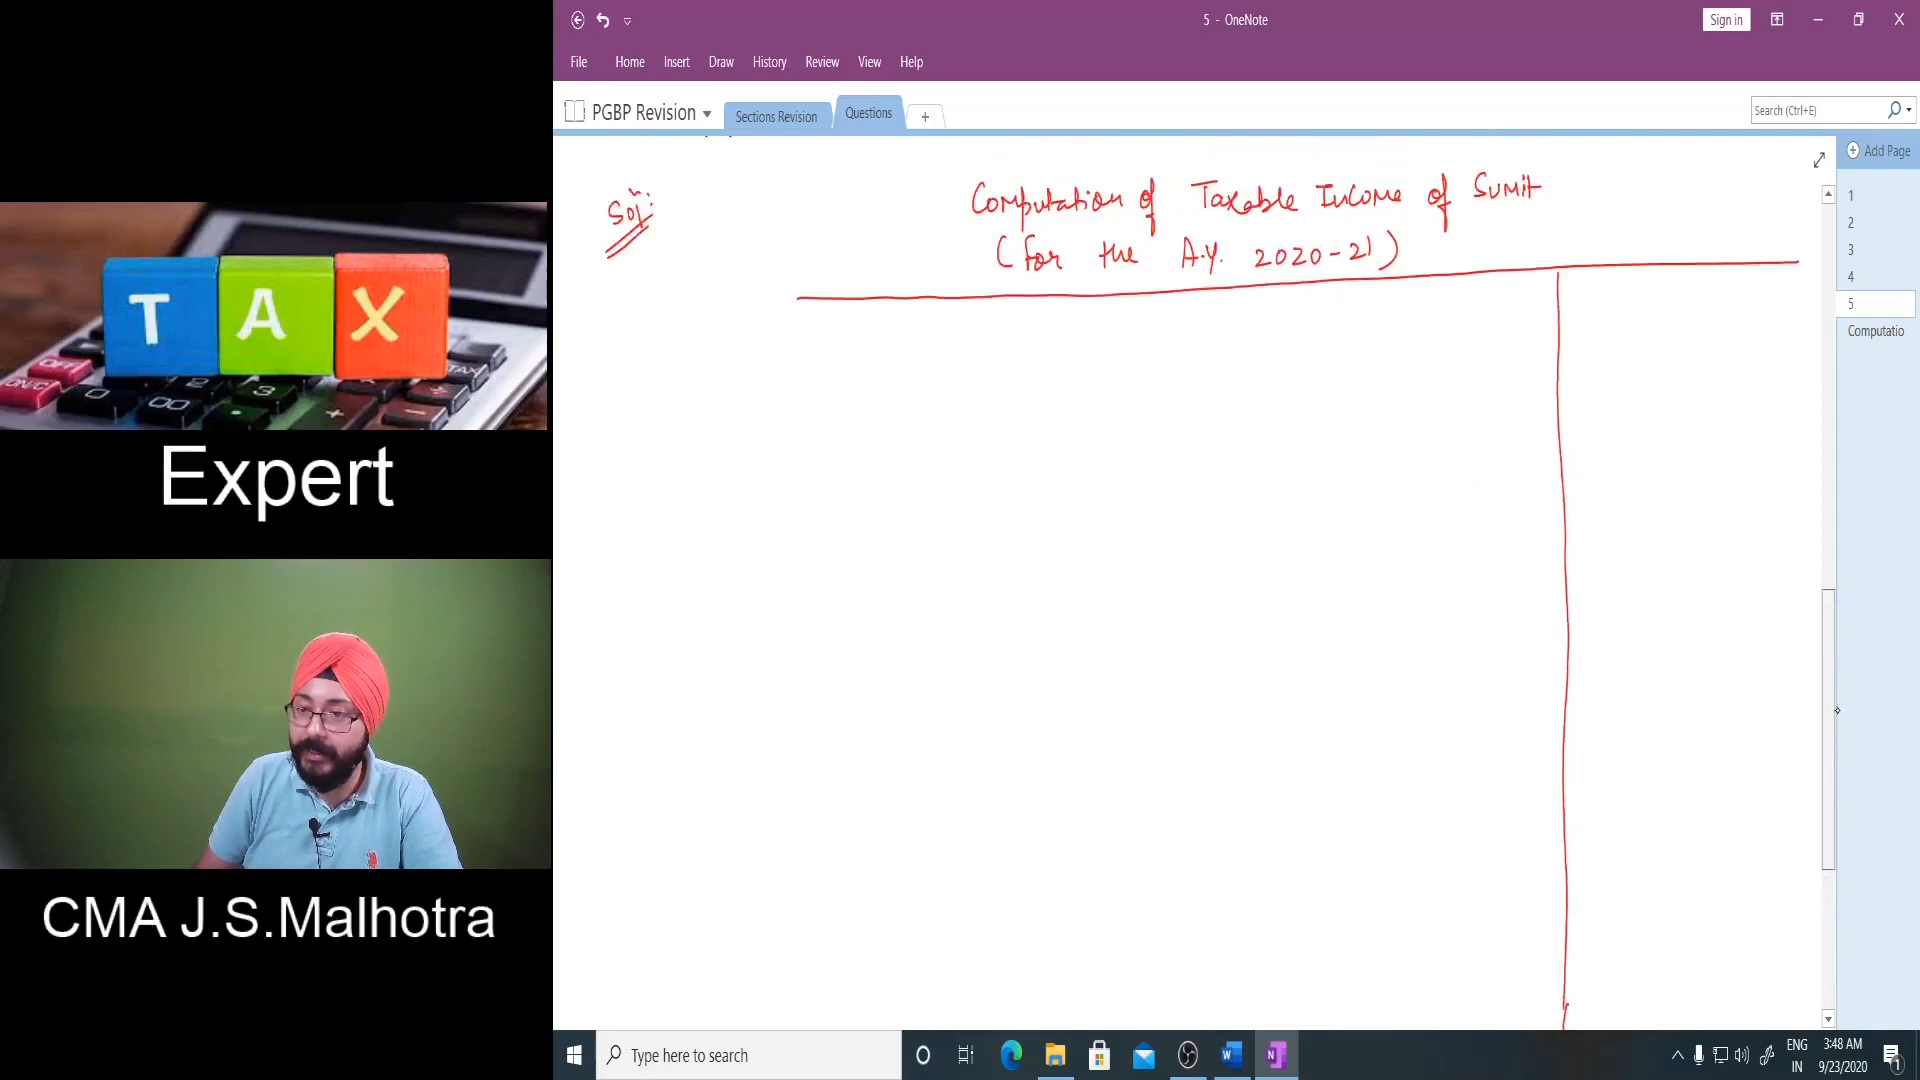 5 - OneNote
Sign in
File Home Insert Draw History Review View Help
PGBP Revision
Sections Revision
Questions
Search (Ctrl+E)
Add Page
1
2
3
4
5
Computatio
Solⁿ:
Computation of Taxable Income of Sumit
(for the A.Y. 2020-21)
TAX
Expert
CMA J.S.Malhotra
Type here to search
ENG
IN
3:48 AM
9/23/2020
1